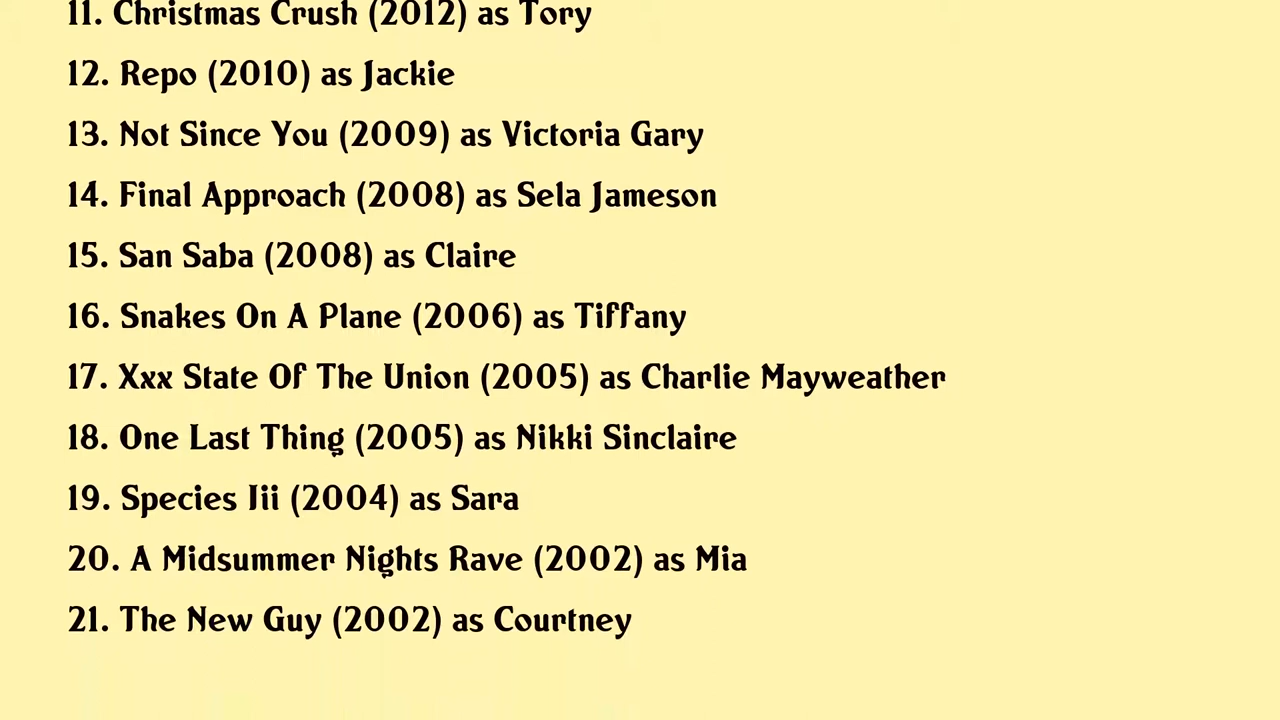 11. Christmas Crush (2012) as Tory
12. Repo (2010) as Jackie
13. Not Since You (2009) as Victoria Gary
14. Final Approach (2008) as Sela Jameson
15. San Saba (2008) as Claire
16. Snakes On A Plane (2006) as Tiffany
17. Xxx State Of The Union (2005) as Charlie Mayweather
18. One Last Thing (2005) as Nikki Sinclaire
19. Species Iii (2004) as Sara
20. A Midsummer Nights Rave (2002) as Mia
21. The New Guy (2002) as Courtney